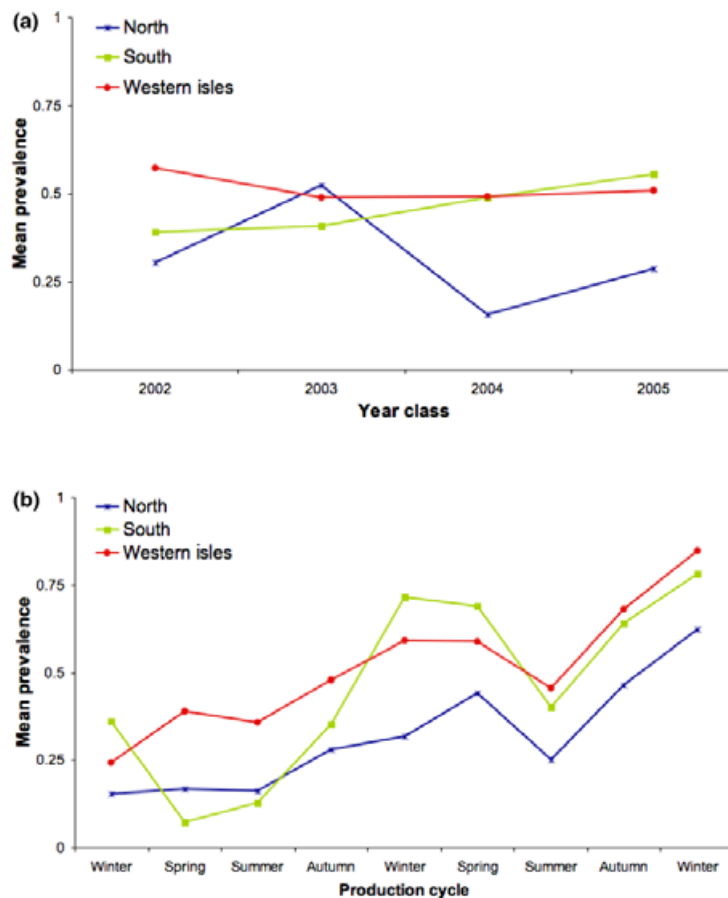 (a)
1
North
South
Western isles
0.75
0.5
0.25
0
Mean prevalence
2002 2003 2004 2005
Year class
(b)
1
North
South
Western isles
0.75
0.5
0.25
0
Mean prevalence
Winter Spring Summer Autumn Winter Spring Summer Autumn Winter
Production cycle